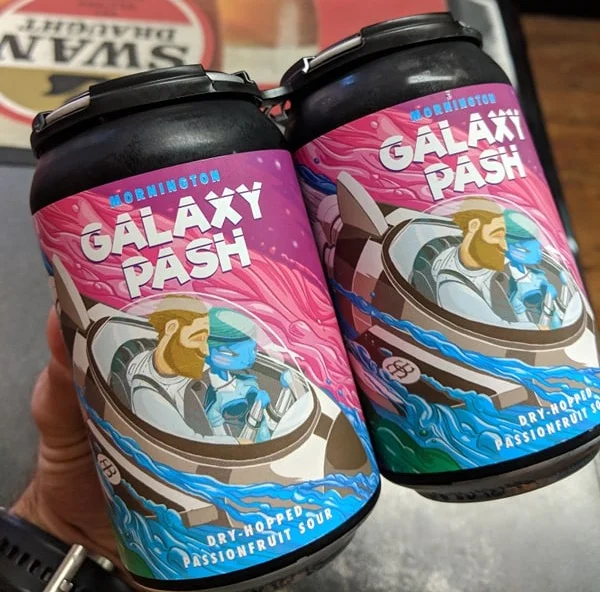 SWAN
DRAUGHT
MORNINGTON
GALAXY
PASH
DRY-HOPPED
PASSIONFRUIT SOUR
MORNINGTON
GALAXY
PASH
DRY-HOPPED
PASSIONFRUIT SOU